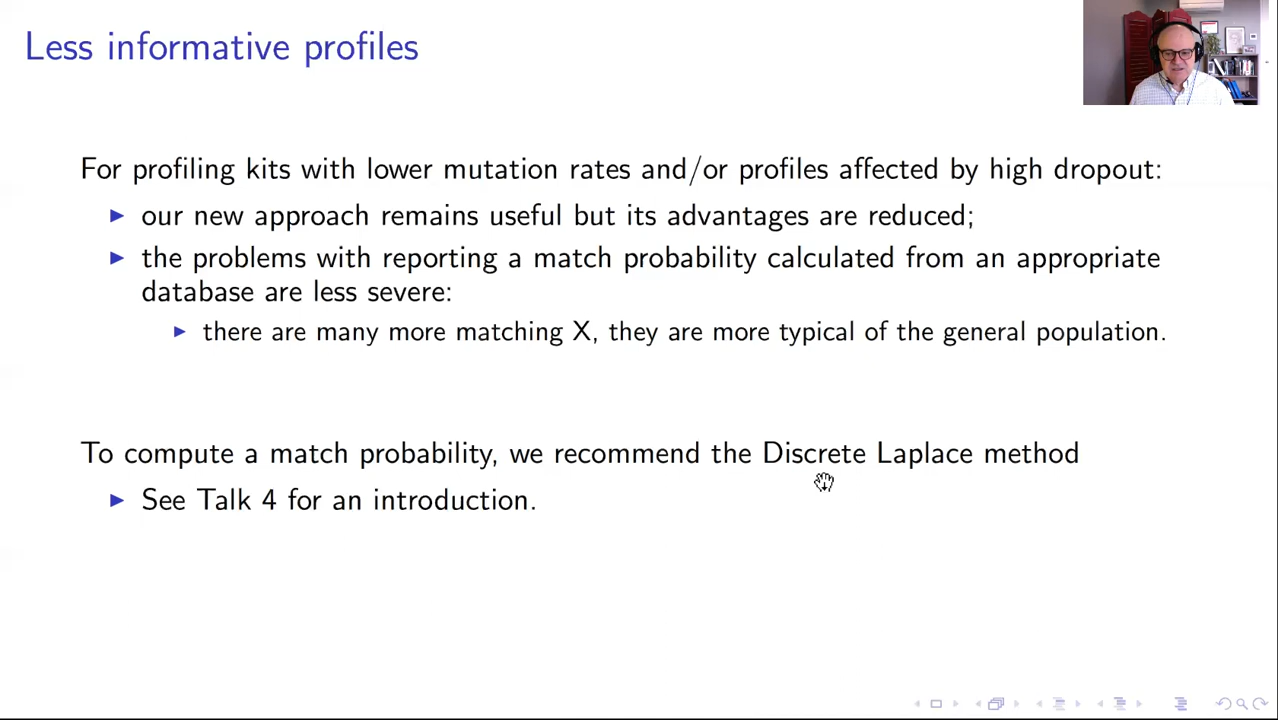 Less informative profiles
For profiling kits with lower mutation rates and/or profiles affected by high dropout:
our new approach remains useful but its advantages are reduced;
the problems with reporting a match probability calculated from an appropriate
database are less severe:
there are many more matching X, they are more typical of the general population.
To compute a match probability, we recommend the Discrete Laplace method
See Talk 4 for an introduction.